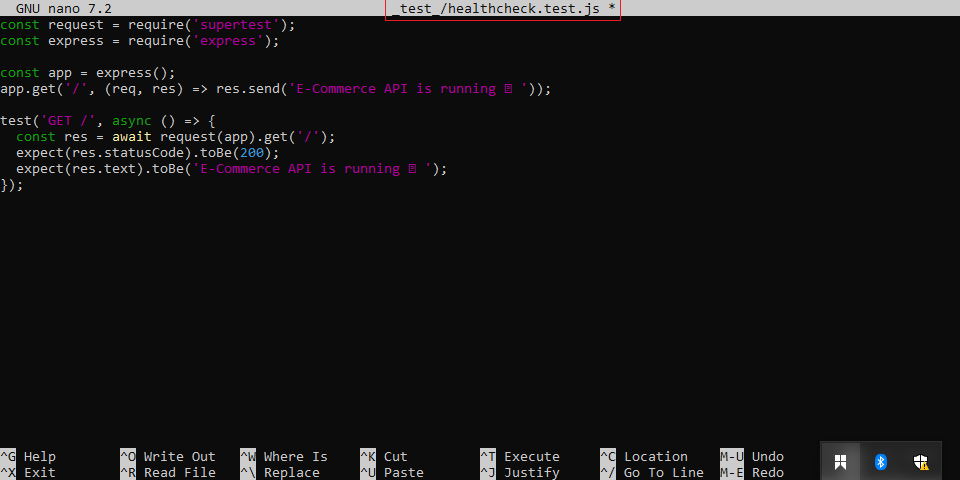 GNU nano 7.2 _test_/healthcheck.test.js *
const request = require('supertest');
const express = require('express');
const app = express();
app.get('/', (req, res) => res.send('E-Commerce API is running '));
test('GET /', async () => {
const res = await request(app).get('/');
expect(res.statusCode).toBe(200);
expect(res.text).toBe('E-Commerce API is running ');
});
^G Help ^O Write Out ^W Where Is ^K Cut ^T Execute ^C Location M-U Undo
^X Exit ^R Read File ^\ Replace ^U Paste ^J Justify ^/ Go To Line M-E Redo